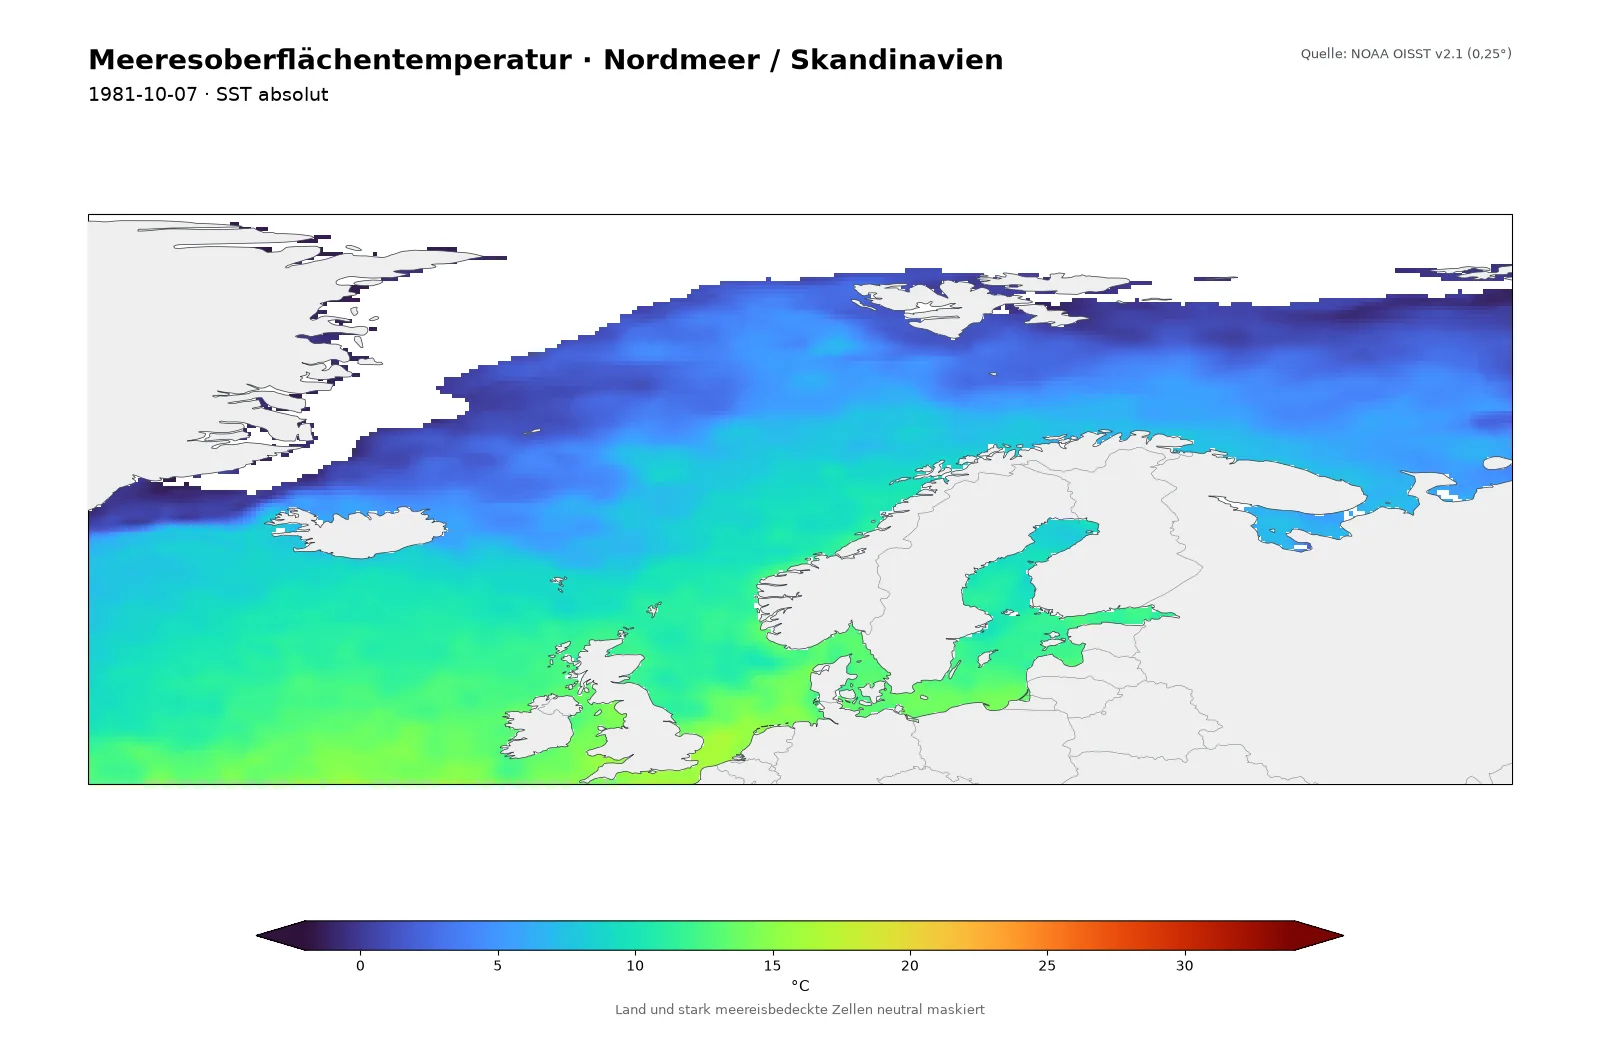 Meeresoberflächentemperatur · Nordmeer / Skandinavien
Quelle: NOAA OISST v2.1 (0,25°)
1981-10-07 · SST absolut
0 5 10 15 20 25 30
°C
Land und stark meereisbedeckte Zellen neutral maskiert